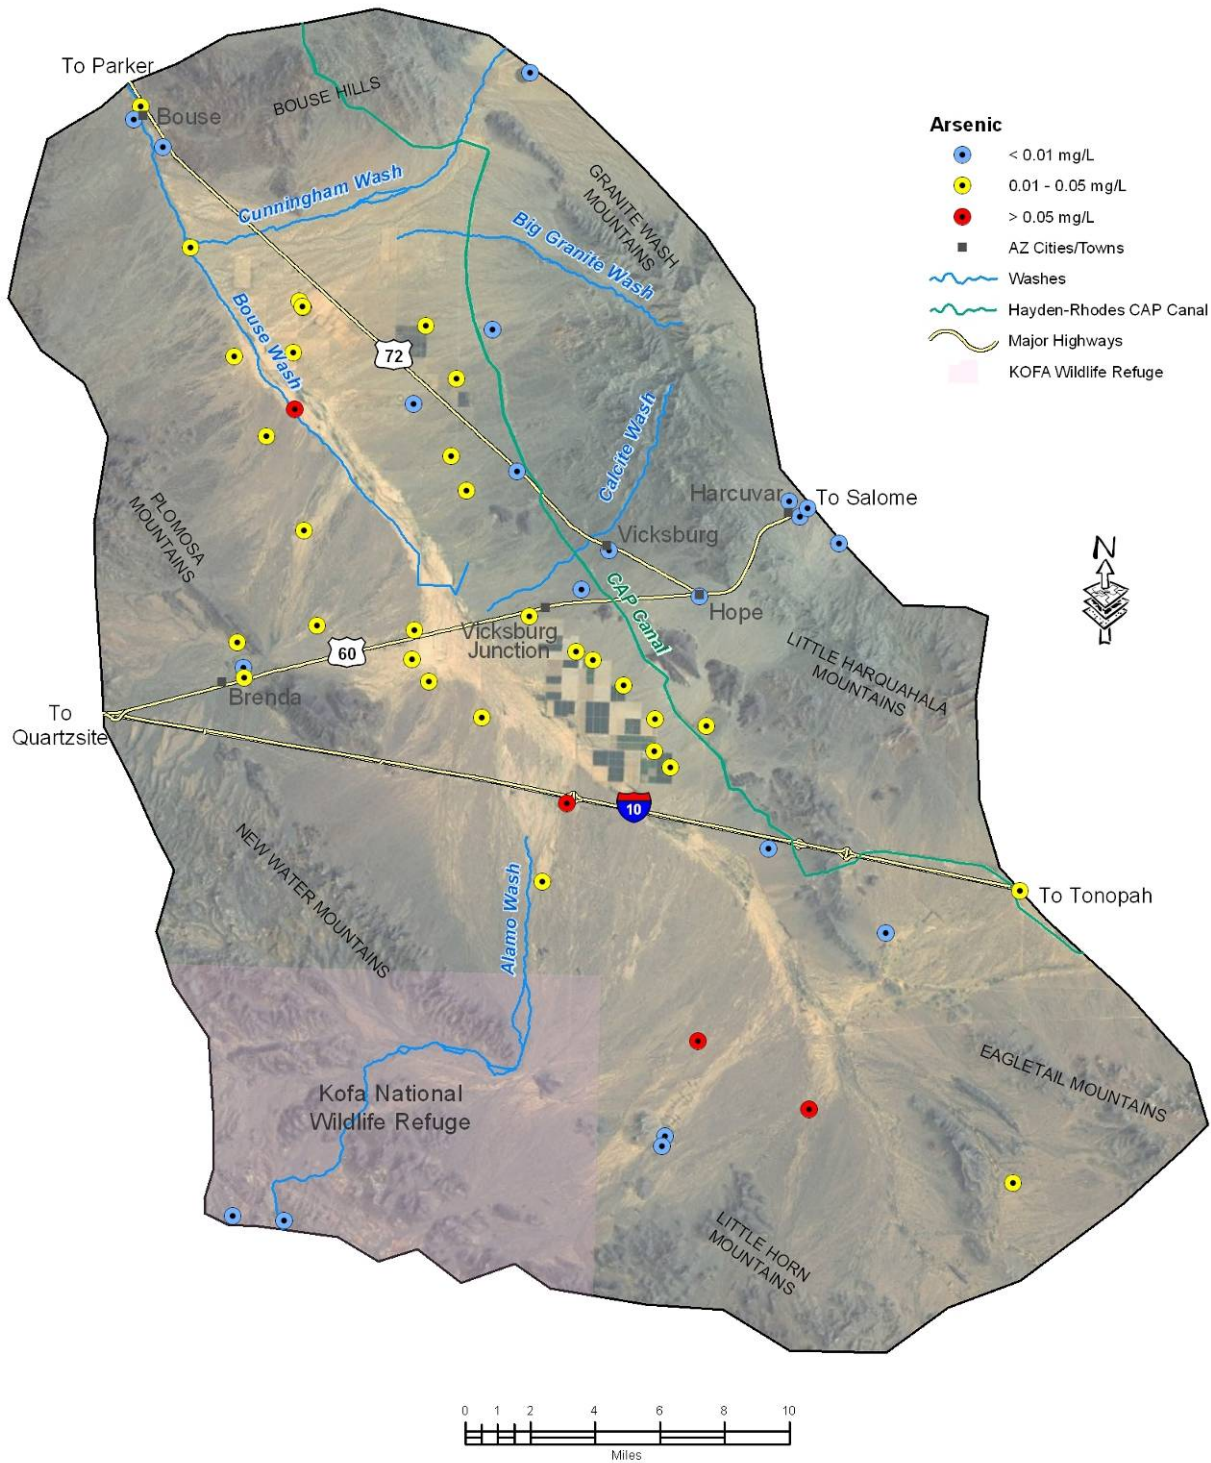 To Parker
Bouse
BOUSE HILLS
Arsenic
< 0.01 mg/L
0.01 - 0.05 mg/L
> 0.05 mg/L
AZ Cities/Towns
Washes
Hayden-Rhodes CAP Canal
Major Highways
KOFA Wildlife Refuge
Cunningham Wash
GRANITE WASH
MOUNTAINS
Big Granite Wash
Bouse Wash
72
Calcite Wash
Harcuvar
To Salome
PLOMOSA
MOUNTAINS
Vicksburg
N
CAP Canal
Hope
Vicksburg
Junction
60
LITTLE HARQUAHALA
MOUNTAINS
Brenda
To
Quartzsite
10
NEW WATER MOUNTAINS
Alamo Wash
To Tonopah
EAGLETAIL MOUNTAINS
Kofa National
Wildlife Refuge
LITTLE HORN
MOUNTAINS
0 1 2 4 6 8 10
Miles